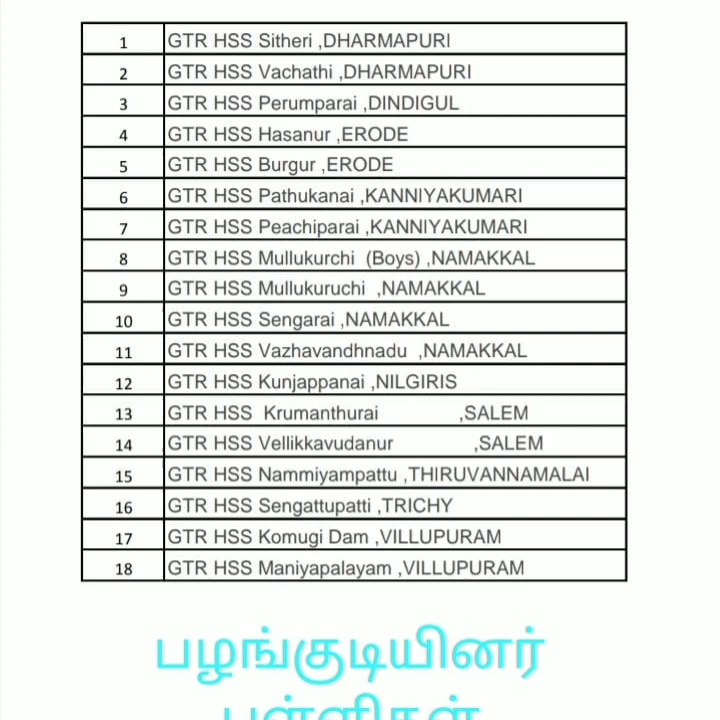 1 GTR HSS Sitheri ,DHARMAPURI
2 GTR HSS Vachathi ,DHARMAPURI
3 GTR HSS Perumparai ,DINDIGUL
4 GTR HSS Hasanur ,ERODE
5 GTR HSS Burgur ,ERODE
6 GTR HSS Pathukanai ,KANNIYAKUMARI
7 GTR HSS Peachiparai ,KANNIYAKUMARI
8 GTR HSS Mullukurchi (Boys) ,NAMAKKAL
9 GTR HSS Mullukuruchi ,NAMAKKAL
10 GTR HSS Sengarai ,NAMAKKAL
11 GTR HSS Vazhavandhnadu ,NAMAKKAL
12 GTR HSS Kunjappanai ,NILGIRIS
13 GTR HSS Krumanthurai ,SALEM
14 GTR HSS Vellikkavudanur ,SALEM
15 GTR HSS Nammiyampattu ,THIRUVANNAMALAI
16 GTR HSS Sengattupatti ,TRICHY
17 GTR HSS Komugi Dam ,VILLUPURAM
18 GTR HSS Maniyapalayam ,VILLUPURAM
பழங்குடியினர்
பள்ளிகள்